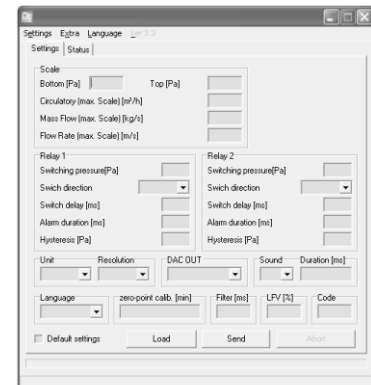 Settings Extra Language Ver 3.3
Settings Status
Scale
Bottom [Pa] Top [Pa]
Circulatory (max. Scale) [m³/h]
Mass Flow (max. Scale) [kg/s]
Flow Rate (max. Scale) [m/s]
Relay 1 Relay 2
Switching pressure[Pa] Switching pressure[Pa]
Swich direction Swich direction
Switch delay [ms] Switch delay [ms]
Alarm duration [ms] Alarm duration [ms]
Hysteresis [Pa] Hysteresis [Pa]
Unit Resolution DAC OUT Sound Duration [ms]
Language zero-point calib. [min] Filter [ms] LFV [%] Code
Default settings Load Send Abort